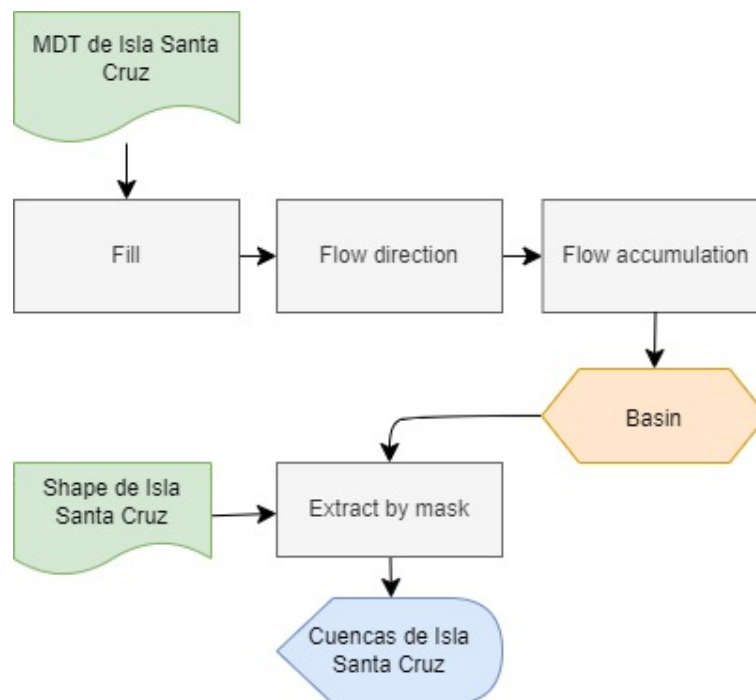 MDT de Isla Santa
Cruz
Fill
Flow direction
Flow accumulation
Basin
Shape de Isla
Santa Cruz
Extract by mask
Cuencas de Isla
Santa Cruz